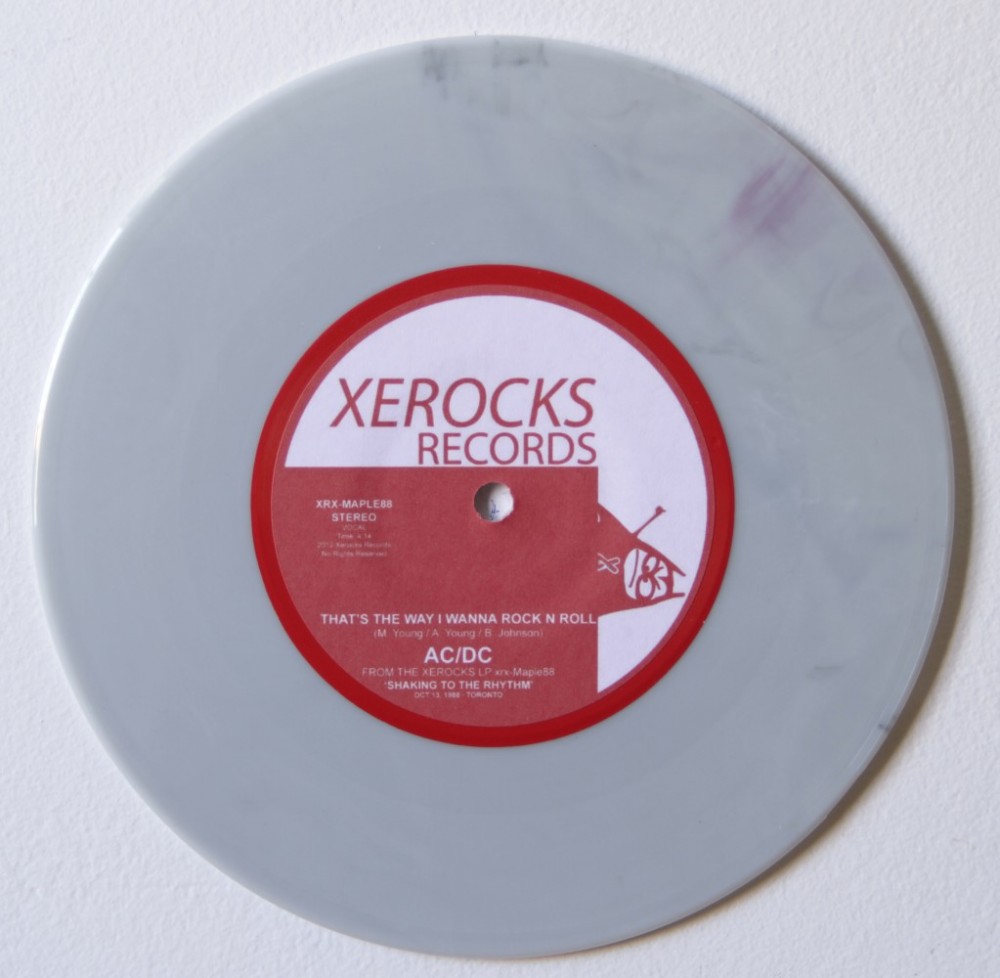 XEROCKS
RECORDS
XRX-MAPLE88
STEREO
VOCAL
Time: 4:14
Xerocks Records
No Rights Reserved
THAT'S THE WAY I WANNA ROCK N ROLL
(M. Young / A. Young / B. Johnson)
AC/DC
FROM THE XEROCKS LP xrx-Maple88
'SHAKING TO THE RHYTHM'
OCT 13, 1988 - TORONTO